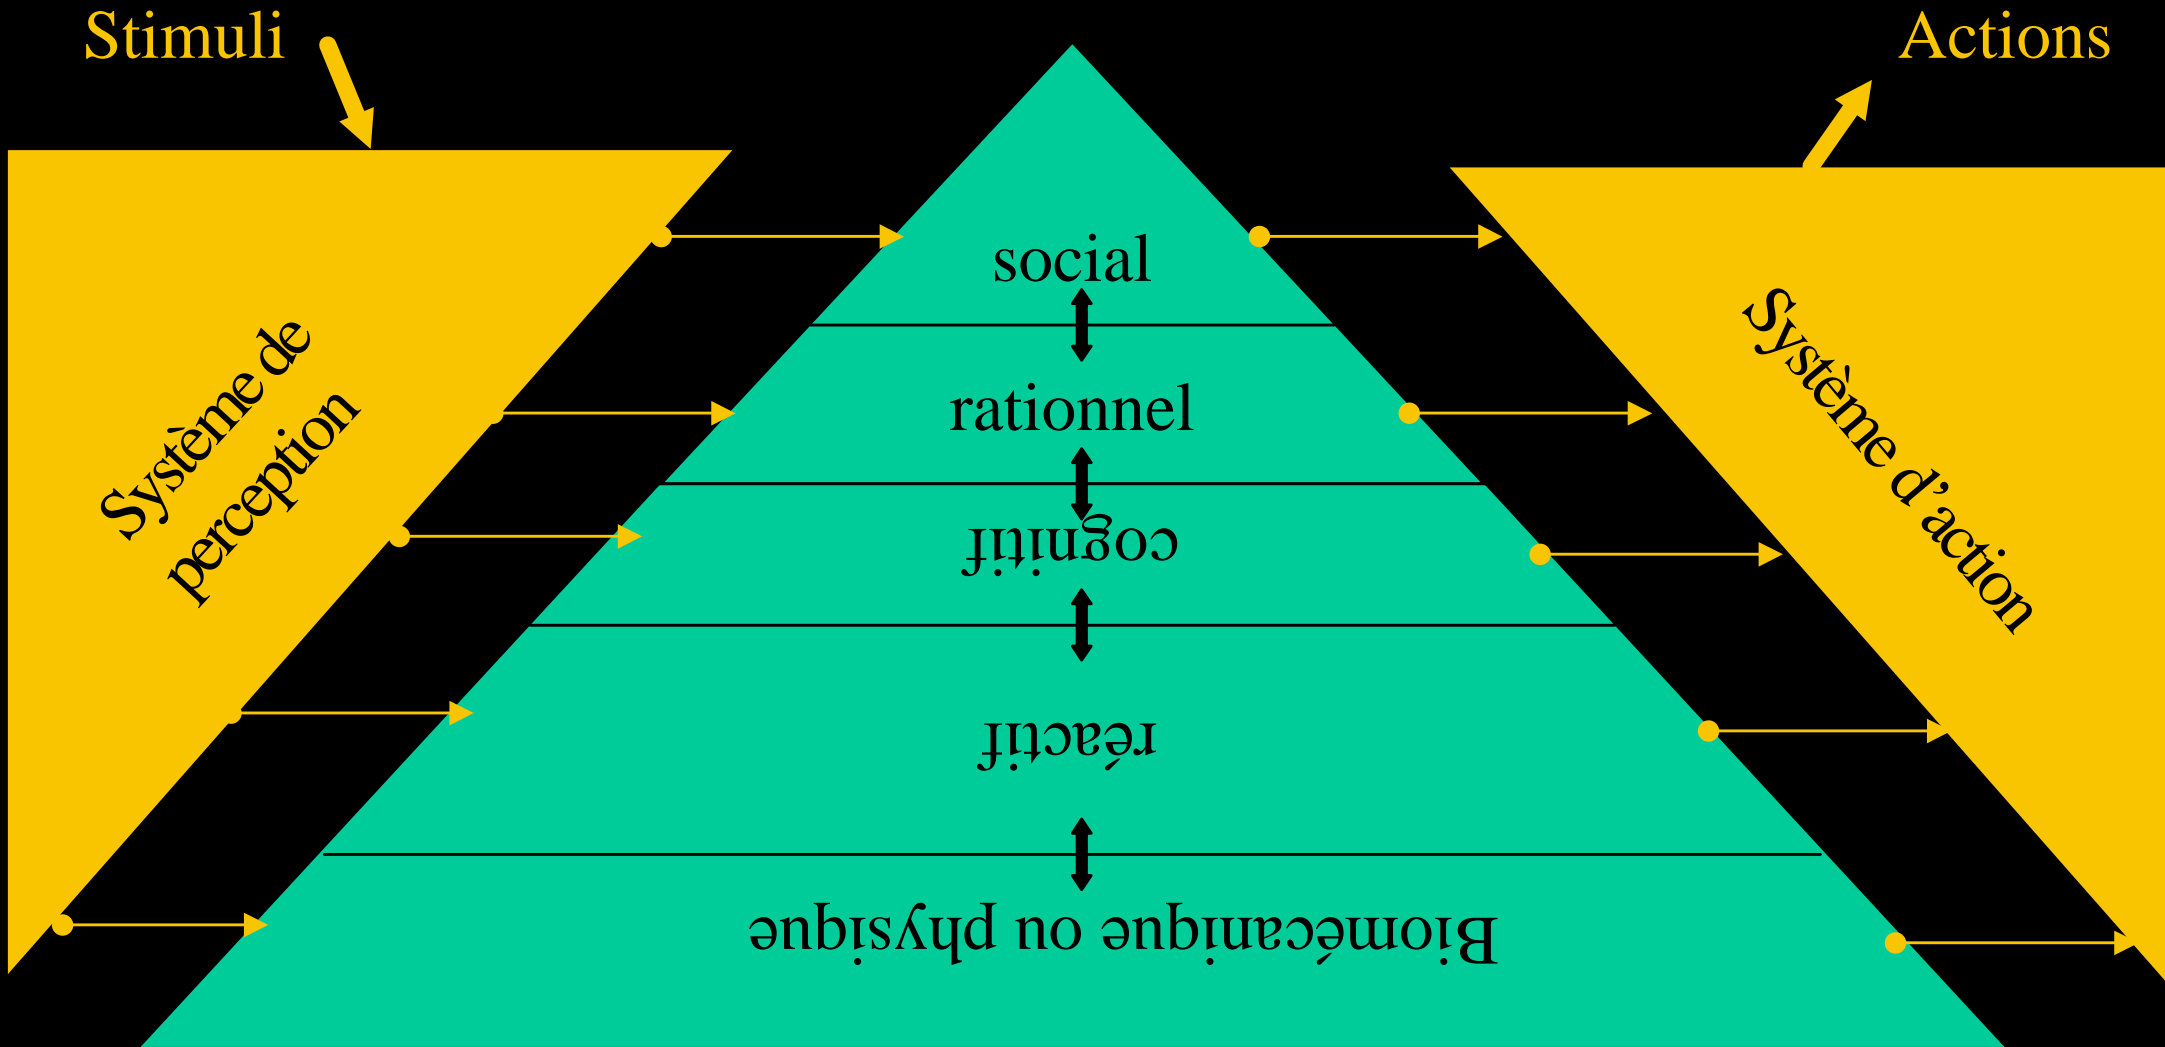 Stimuli
Actions
Système de
perception
social
rationnel
cognitif
réactif
Biomécanique ou physique
Système d’action